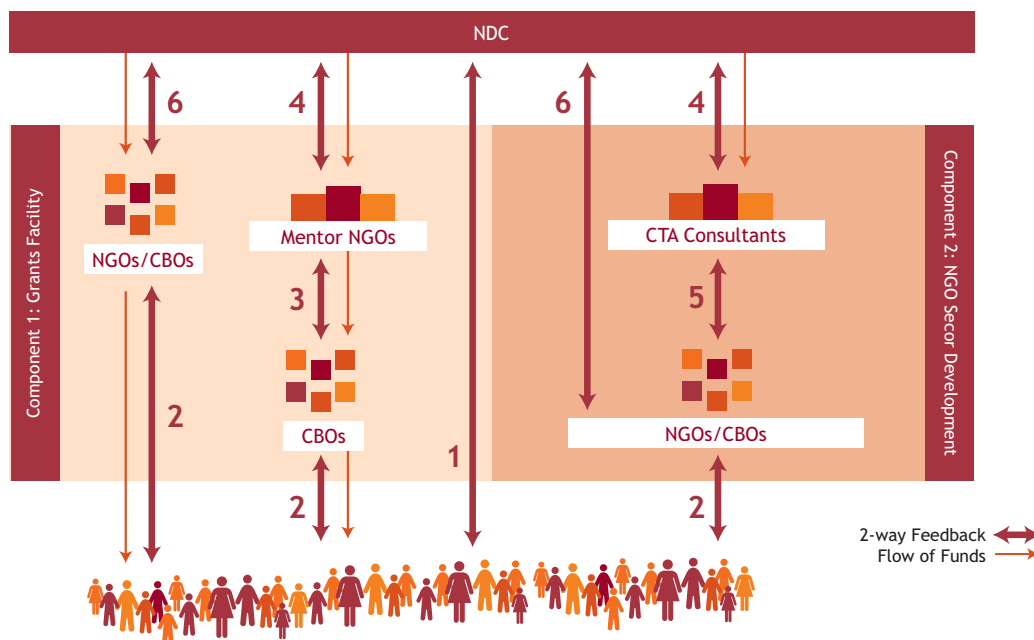 NDC
6
4
6
4
Component 1: Grants Facility
Component 2: NGO Secor Development
NGOs/CBOs
Mentor NGOs
CTA Consultants
3
5
2
CBOs
1
NGOs/CBOs
2
2
2-way Feedback
Flow of Funds